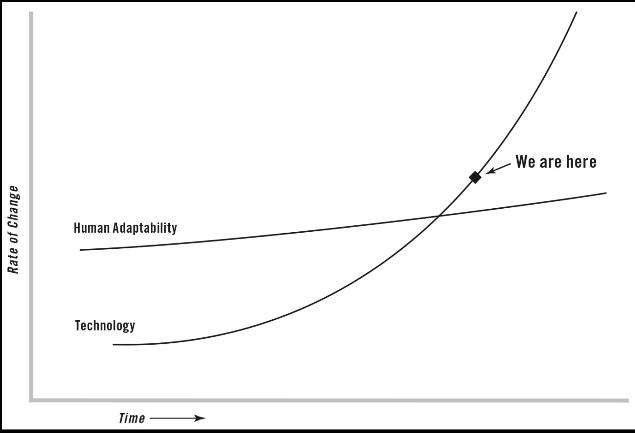 We are here
Human Adaptability
Technology
Rate of Change
Time